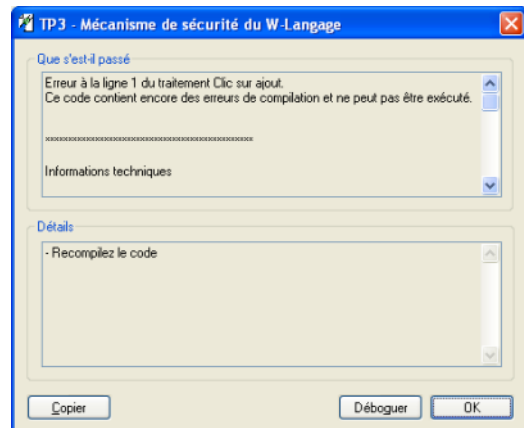 TP3 - Mécanisme de sécurité du W-Langage
Que s'est-il passé
Erreur à la ligne 1 du traitement Clic sur ajout.
Ce code contient encore des erreurs de compilation et ne peut pas être exécuté.
Informations techniques
Détails
- Recompilez le code
Copier
Déboguer
OK